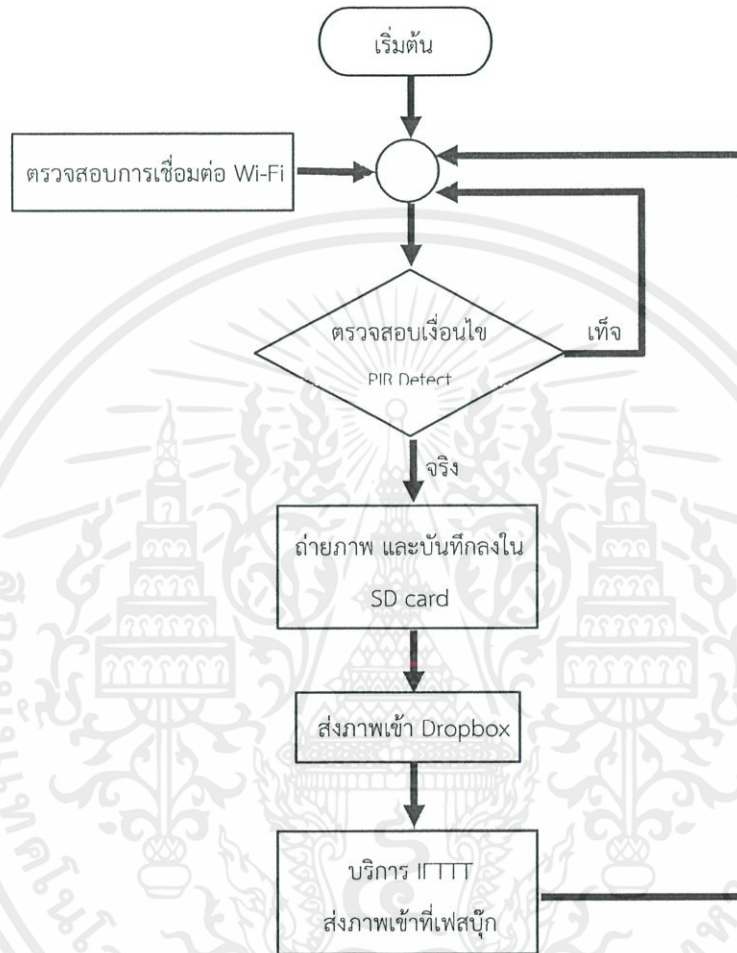 เริ่มต้น
ตรวจสอบการเชื่อมต่อ Wi-Fi
ตรวจสอบเงื่อนไข
PIR Detect
เท็จ
จริง
ถ่ายภาพ และบันทึกลงใน
SD card
ส่งภาพเข้า Dropbox
บริการ IFTTT
ส่งภาพเข้าที่เฟสบุ๊ก